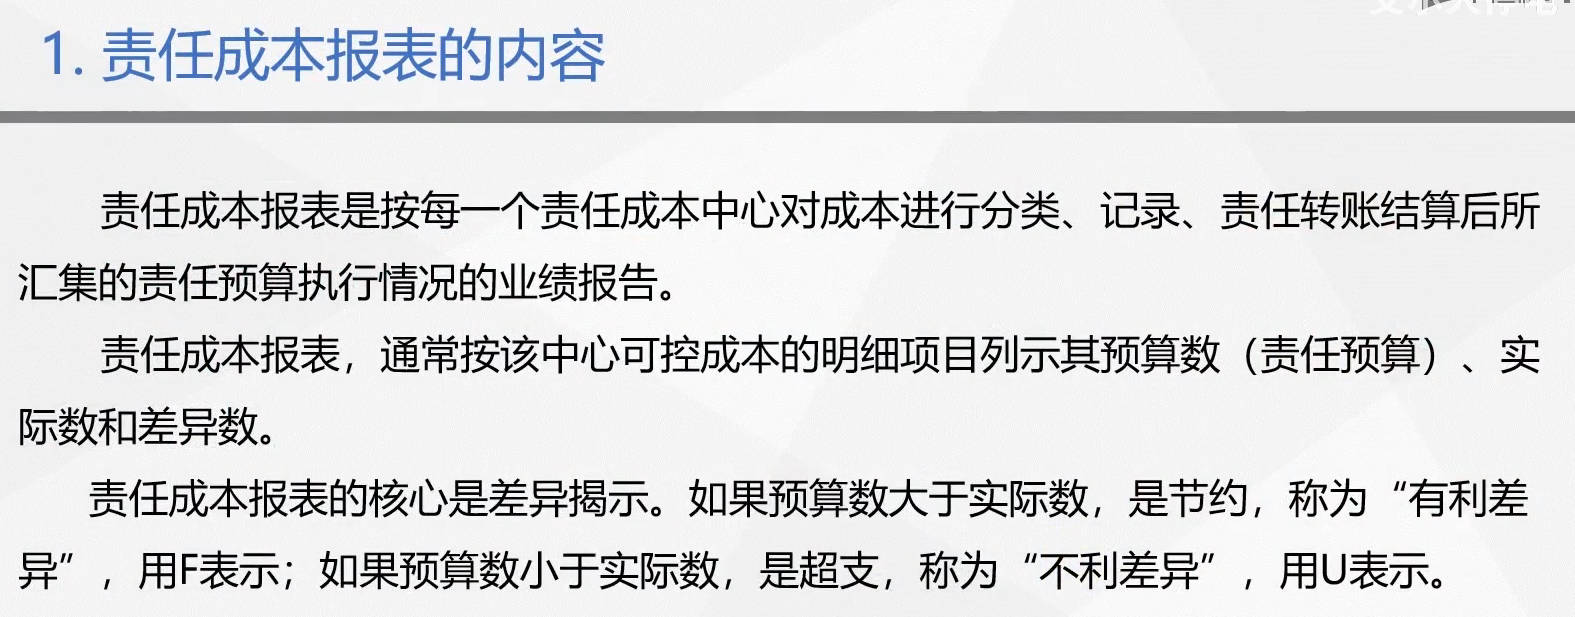 1. 责任成本报表的内容
责任成本报表是按每一个责任成本中心对成本进行分类、记录、责任转账结算后所
汇集的责任预算执行情况的业绩报告。
责任成本报表，通常按该中心可控成本的明细项目列示其预算数（责任预算）、实
际数和差异数。
责任成本报表的核心是差异揭示。如果预算数大于实际数，是节约，称为“有利差
异”，用F表示；如果预算数小于实际数，是超支，称为“不利差异”，用U表示。